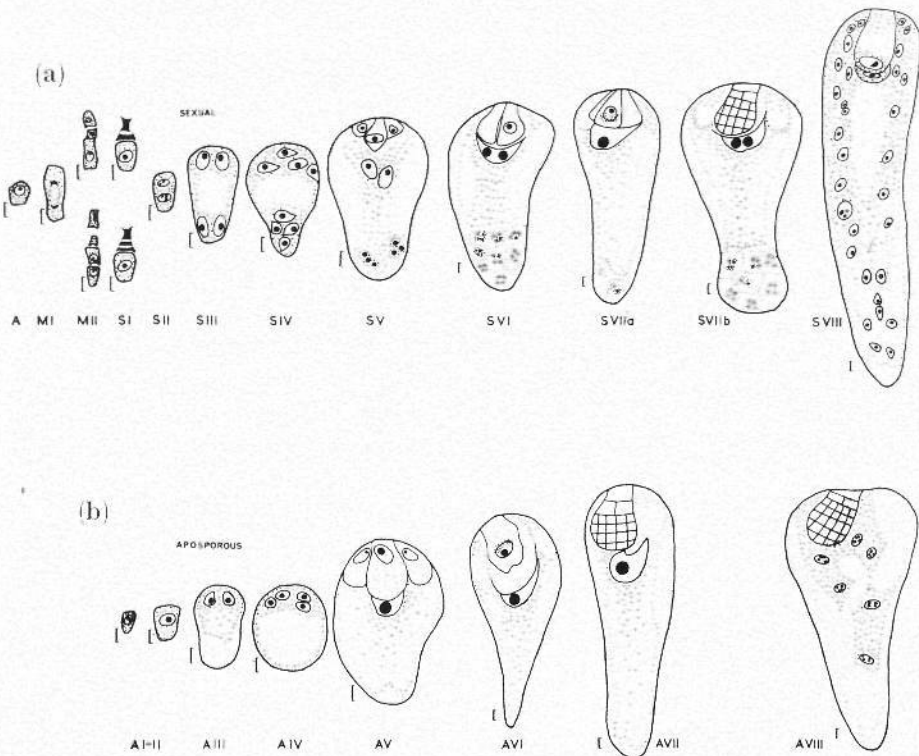 (a)
SEXUAL
A MI MII SI SII SIII SIV SV SVI SVIIa SVIIb SVIII
(b)
APOSPOROUS
AI-II AIII AIV AV AVI AVII AVIII